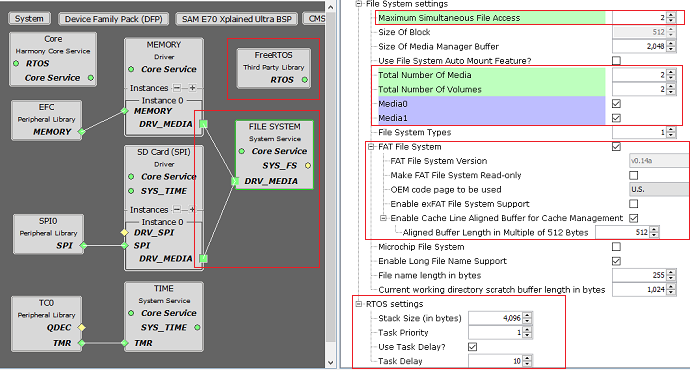 System
Device Family Pack (DFP)
SAM E70 Xplained Ultra BSP
CMS
Core
Harmony Core Service
RTOS
Core Service
MEMORY
Driver
Core Service
Instances
Instance 0
MEMORY
DRV_MEDIA
FreeRTOS
Third Party Library
RTOS
EFC
Peripheral Library
MEMORY
FILE SYSTEM
System Service
Core Service
SYS_FS
DRV_MEDIA
SD Card (SPI)
Driver
Core Service
SYS_TIME
Instances
Instance 0
DRV_SPI
SPI
DRV_MEDIA
SPI0
Peripheral Library
SPI
TC0
Peripheral Library
QDEC
TMR
TIME
System Service
Core Service
SYS_TIME
TMR
File System settings
Maximum Simultaneous File Access 2
Size Of Block 512
Size Of Media Manager Buffer 2,048
Use File System Auto Mount Feature?
Total Number Of Media 2
Total Number Of Volumes 2
Media0
Media1
File System Types 1
FAT File System
FAT File System Version v0.14a
Make FAT File System Read-only
OEM code page to be used U.S.
Enable exFAT File System Support
Enable Cache Line Aligned Buffer for Cache Management
Aligned Buffer Length in Multiple of 512 Bytes 512
Microchip File System
Enable Long File Name Support
File name length in bytes 255
Current working directory scratch buffer length in bytes 1,024
RTOS settings
Stack Size (in bytes) 4,096
Task Priority 1
Use Task Delay?
Task Delay 10